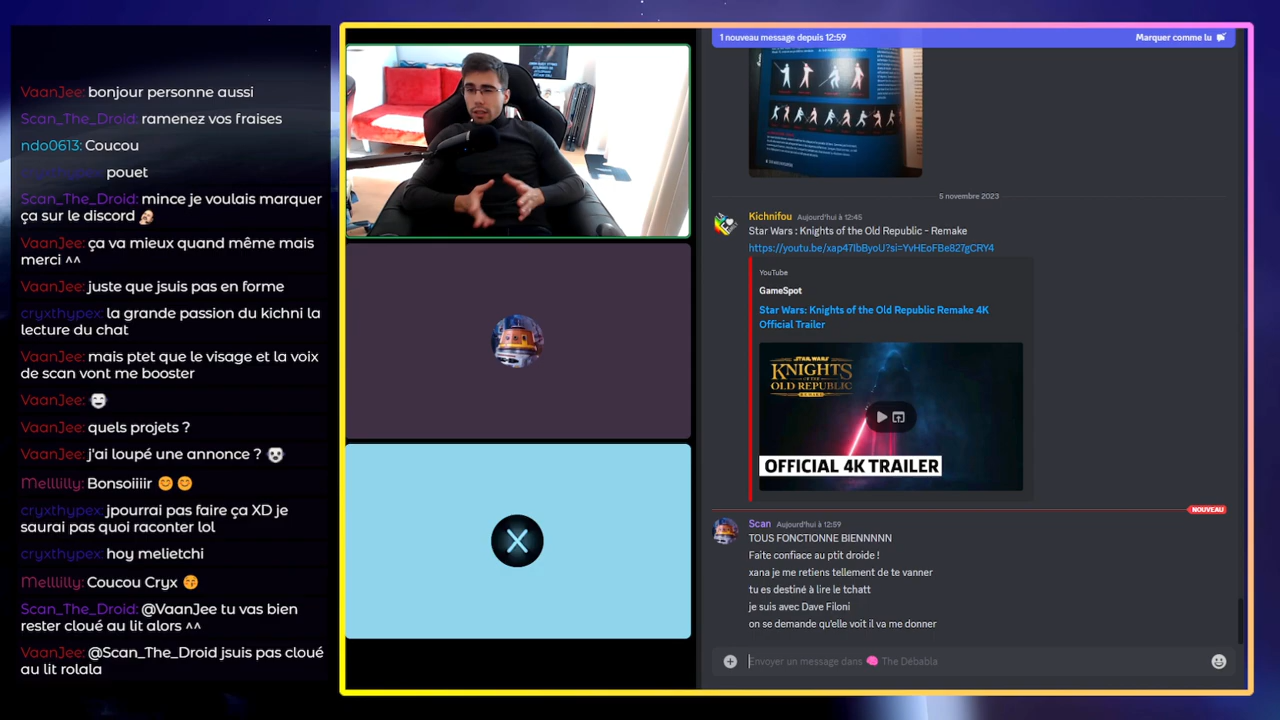 VaanJee: bonjour personne aussi
Scan_The_Droid: ramenez vos fraises
ndo0613: Coucou
cryxthypex: pouet
Scan_The_Droid: mince je voulais marquer
ça sur le discord
VaanJee: ça va mieux quand même mais
merci ^^
VaanJee: juste que jsuis pas en forme
cryxthypex: la grande passion du kichni la
lecture du chat
VaanJee: mais ptet que le visage et la voix
de scan vont me booster
VaanJee:
VaanJee: quels projets ?
VaanJee: j'ai loupé une annonce ?
Melllilly: Bonsoiiiir 😊 😊
cryxthypex: jpourrai pas faire ça XD je
saurai pas quoi raconter lol
cryxthypex: hoy melietchi
Melllilly: Coucou Cryx 😚
Scan_The_Droid: @VaanJee tu vas bien
rester cloué au lit alors ^^
VaanJee: @Scan_The_Droid jsuis pas cloué
au lit rolala
1 nouveau message depuis 12:59
Marquer comme lu
5 novembre 2023
Kichnifou Aujourd'hui à 12:45
Star Wars : Knights of the Old Republic - Remake
https://youtu.be/xap47IbByoU?si=YvHEoFBe827gCRY4
YouTube
GameSpot
Star Wars: Knights of the Old Republic Remake 4K
Official Trailer
STAR WARS
KNIGHTS
OF THE
OLD REPUBLIC
REMAKE
OFFICIAL 4K TRAILER
NOUVEAU
Scan Aujourd'hui à 12:59
TOUS FONCTIONNE BIENNNNN
Faite confiace au ptit droide !
xana je me retiens tellement de te vanner
tu es destiné à lire le tchatt
je suis avec Dave Filoni
on se demande qu'elle voit il va me donner
Envoyer un message dans 🧠 The Débabla